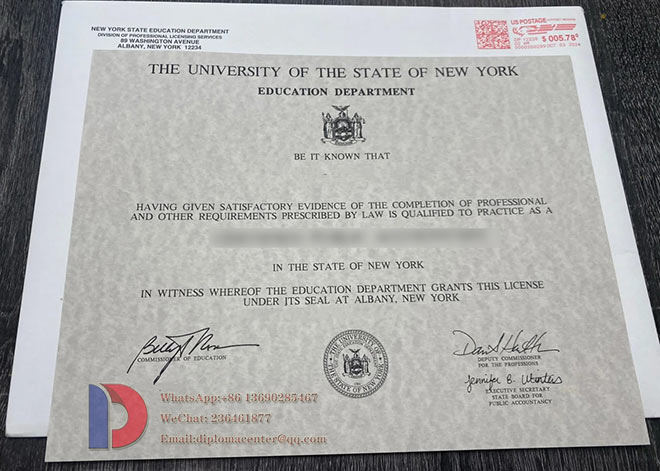 NEW YORK STATE EDUCATION DEPARTMENT
DIVISION OF PROFESSIONAL LICENSING SERVICES
89 WASHINGTON AVENUE
ALBANY, NEW YORK 12234
US POSTAGE
$ 005.78⁰
THE UNIVERSITY OF THE STATE OF NEW YORK
EDUCATION DEPARTMENT
BE IT KNOWN THAT
HAVING GIVEN SATISFACTORY EVIDENCE OF THE COMPLETION OF PROFESSIONAL
AND OTHER REQUIREMENTS PRESCRIBED BY LAW IS QUALIFIED TO PRACTICE AS A
IN THE STATE OF NEW YORK
IN WITNESS WHEREOF THE EDUCATION DEPARTMENT GRANTS THIS LICENSE
UNDER ITS SEAL AT ALBANY, NEW YORK
COMMISSIONER OF EDUCATION
THE UNIVERSITY OF
THE STATE OF NEW YORK
DEPUTY COMMISSIONER
FOR THE PROFESSIONS
Jennifer B. Winters
EXECUTIVE SECRETARY
STATE BOARD FOR
PUBLIC ACCOUNTANCY
WhatsApp:+86 13690285467
WeChat: 236461877
Email:diplomacenter@qq.com